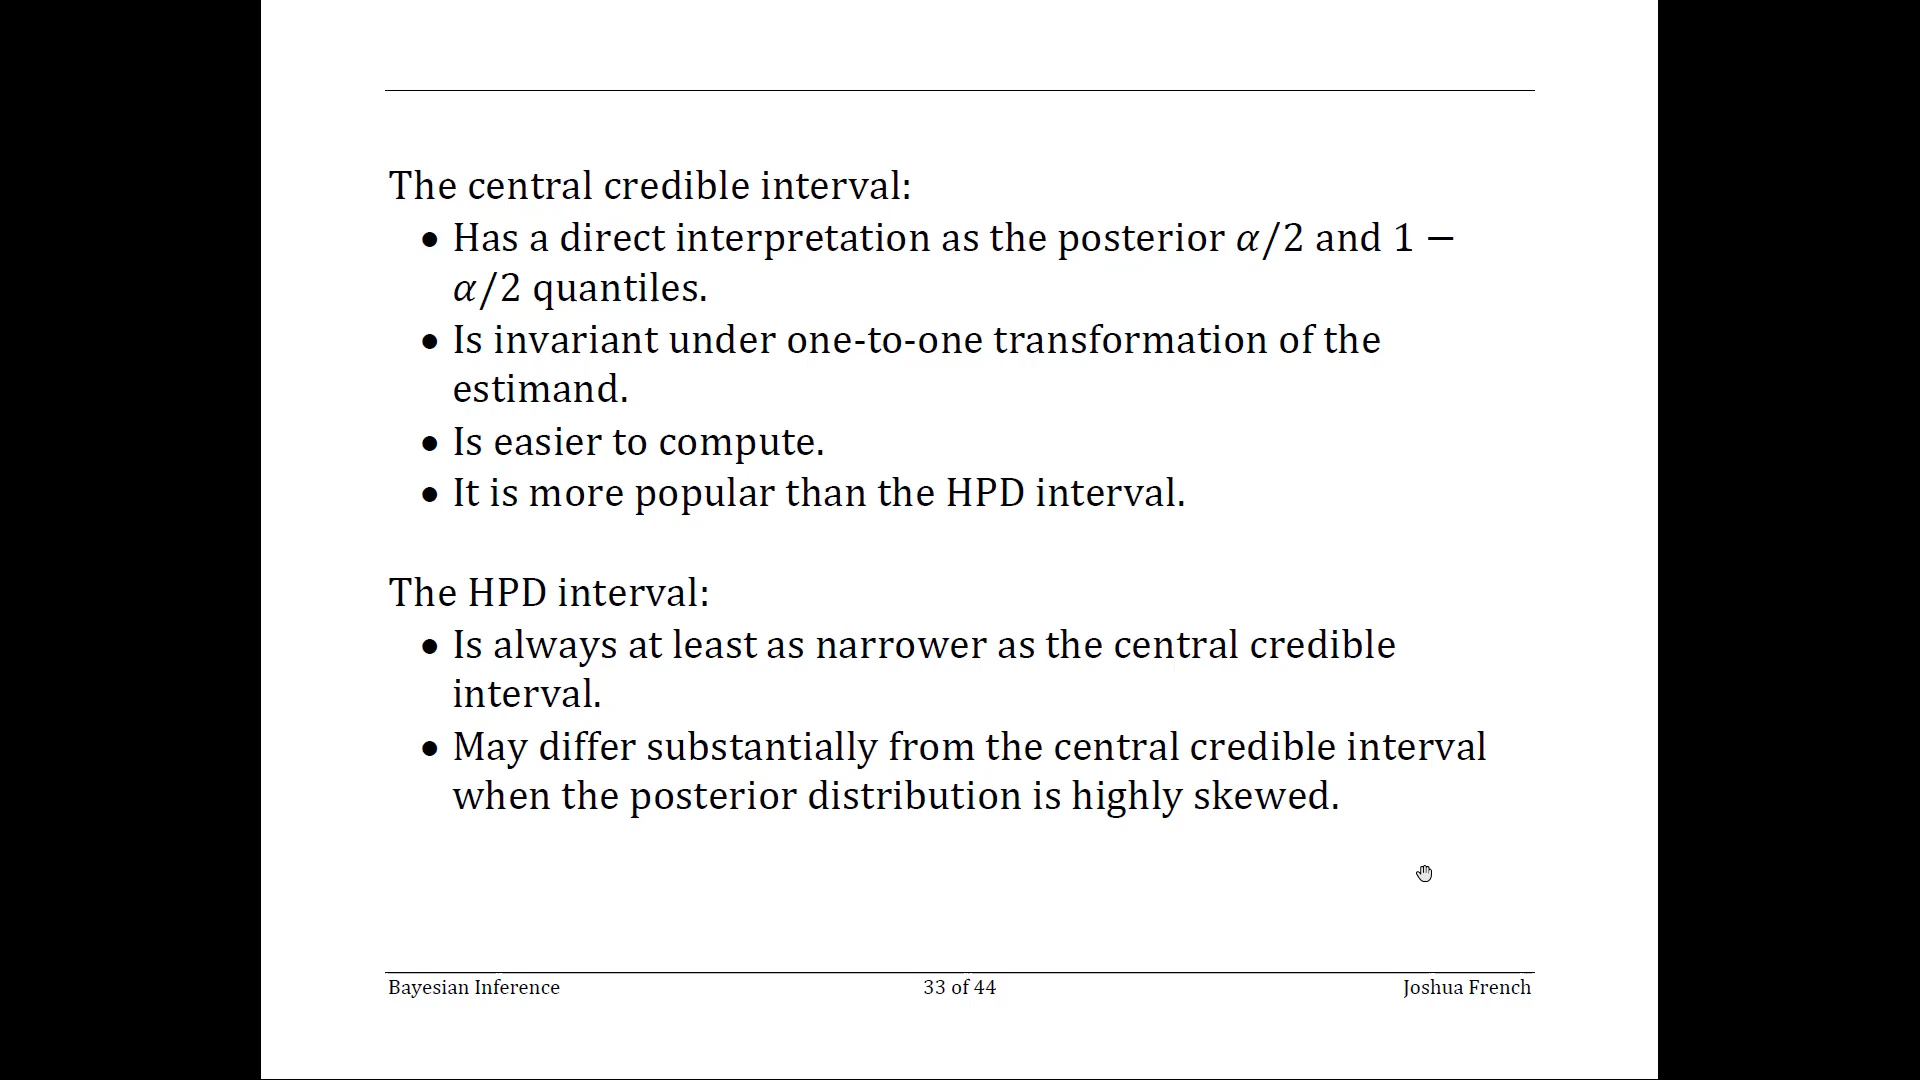 The central credible interval:
• Has a direct interpretation as the posterior 𝛼/2 and 1 −
𝛼/2 quantiles.
• Is invariant under one-to-one transformation of the
estimand.
• Is easier to compute.
• It is more popular than the HPD interval.
The HPD interval:
• Is always at least as narrower as the central credible
interval.
• May differ substantially from the central credible interval
when the posterior distribution is highly skewed.
Bayesian Inference 33 of 44 Joshua French